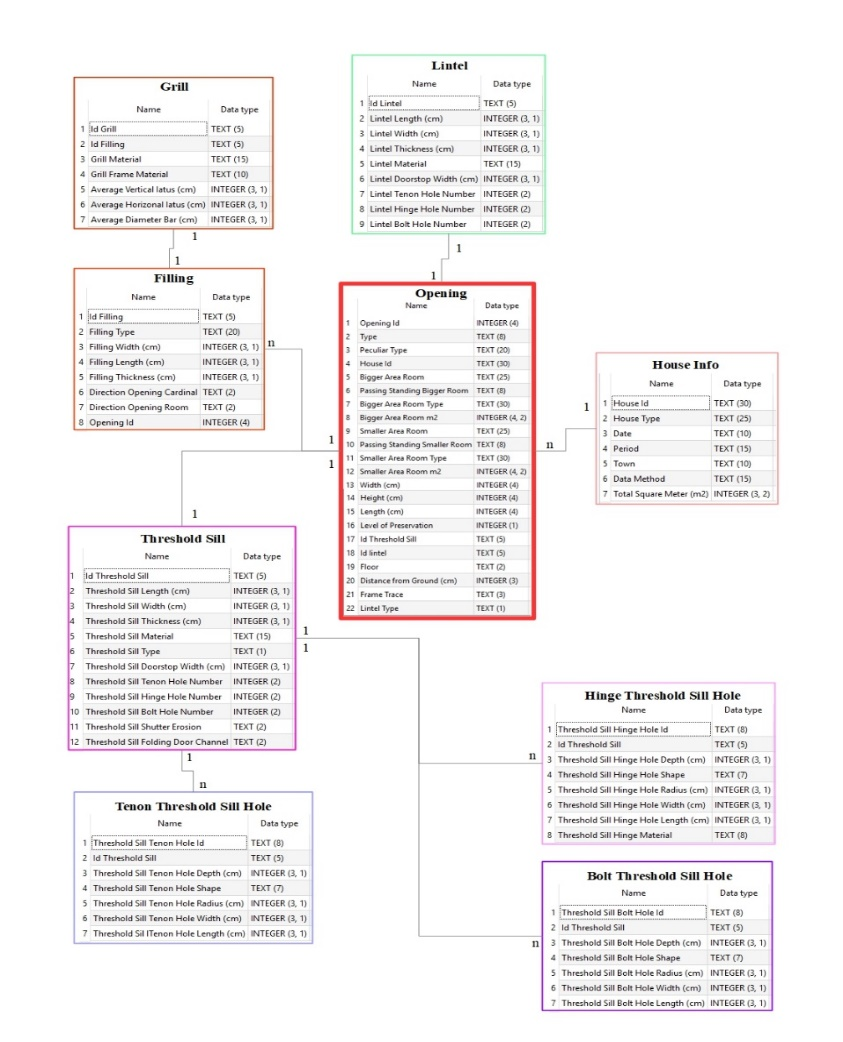 Grill
Name Data type
1 Id Grill TEXT (5)
2 Id Filling TEXT (5)
3 Grill Material TEXT (15)
4 Grill Frame Material TEXT (10)
5 Average Vertical latus (cm) INTEGER (3, 1)
6 Average Horizonal latus (cm) INTEGER (3, 1)
7 Average Diameter Bar (cm) INTEGER (3, 1)
1
1
Lintel
Name Data type
1 Id Lintel TEXT (5)
2 Lintel Length (cm) INTEGER (3, 1)
3 Lintel Width (cm) INTEGER (3, 1)
4 Lintel Thickness (cm) INTEGER (3, 1)
5 Lintel Material TEXT (15)
6 Lintel Doorstop Width (cm) INTEGER (3, 1)
7 Lintel Tenon Hole Number INTEGER (2)
8 Lintel Hinge Hole Number INTEGER (2)
9 Lintel Bolt Hole Number INTEGER (2)
1
1
Filling
Name Data type
1 Id Filling TEXT (5)
2 Filling Type TEXT (20)
3 Filling Width (cm) INTEGER (3, 1)
4 Filling Length (cm) INTEGER (3, 1)
5 Filling Thickness (cm) INTEGER (3, 1)
6 Direction Opening Cardinal TEXT (2)
7 Direction Opening Room TEXT (2)
8 Opening Id INTEGER (4)
n
1
1
1
Opening
Name Data type
1 Opening Id INTEGER (4)
2 Type TEXT (8)
3 Peculiar Type TEXT (20)
4 House Id TEXT (30)
5 Bigger Area Room TEXT (25)
6 Passing Standing Bigger Room TEXT (8)
7 Bigger Area Room Type TEXT (30)
8 Bigger Area Room m2 INTEGER (4, 2)
9 Smaller Area Room TEXT (25)
10 Passing Standing Smaller Room TEXT (8)
11 Smaller Area Room Type TEXT (30)
12 Smaller Area Room m2 INTEGER (4, 2)
13 Width (cm) INTEGER (4)
14 Height (cm) INTEGER (4)
15 Length (cm) INTEGER (4)
16 Level of Preservation INTEGER (1)
17 Id Threshold Sill TEXT (5)
18 Id lintel TEXT (5)
19 Floor TEXT (2)
20 Distance from Ground (cm) INTEGER (3)
21 Frame Trace TEXT (3)
22 Lintel Type TEXT (1)
n
1
House Info
Name Data type
1 House Id TEXT (30)
2 House Type TEXT (25)
3 Date TEXT (10)
4 Period TEXT (15)
5 Town TEXT (10)
6 Data Method TEXT (15)
7 Total Square Meter (m2) INTEGER (3, 2)
Threshold Sill
Name Data type
1 Id Threshold Sill TEXT (5)
2 Threshold Sill Length (cm) INTEGER (3, 1)
3 Threshold Sill Width (cm) INTEGER (3, 1)
4 Threshold Sill Thickness (cm) INTEGER (3, 1)
5 Threshold Sill Material TEXT (15)
6 Threshold Sill Type TEXT (1)
7 Threshold Sill Doorstop Width (cm) INTEGER (3, 1)
8 Threshold Sill Tenon Hole Number INTEGER (2)
9 Threshold Sill Hinge Hole Number INTEGER (2)
10 Threshold Sill Bolt Hole Number INTEGER (2)
11 Threshold Sill Shutter Erosion TEXT (2)
12 Threshold Sill Folding Door Channel TEXT (2)
1
1
1
n
n
n
Tenon Threshold Sill Hole
Name Data type
1 Threshold Sill Tenon Hole Id TEXT (8)
2 Id Threshold Sill TEXT (5)
3 Threshold Sill Tenon Hole Depth (cm) INTEGER (3, 1)
4 Threshold Sill Tenon Hole Shape TEXT (7)
5 Threshold Sill Tenon Hole Radius (cm) INTEGER (3, 1)
6 Threshold Sill Tenon Hole Width (cm) INTEGER (3, 1)
7 Threshold Sil lTenon Hole Length (cm) INTEGER (3, 1)
Hinge Threshold Sill Hole
Name Data type
1 Threshold Sill Hinge Hole Id TEXT (8)
2 Id Threshold Sill TEXT (5)
3 Threshold Sill Hinge Hole Depth (cm) INTEGER (3, 1)
4 Threshold Sill Hinge Hole Shape TEXT (7)
5 Threshold Sill Hinge Hole Radius (cm) INTEGER (3, 1)
6 Threshold Sill Hinge Hole Width (cm) INTEGER (3, 1)
7 Threshold Sill Hinge Hole Length (cm) INTEGER (3, 1)
8 Threshold Sill Hinge Material TEXT (8)
Bolt Threshold Sill Hole
Name Data type
1 Threshold Sill Bolt Hole Id TEXT (8)
2 Id Threshold Sill TEXT (5)
3 Threshold Sill Bolt Hole Depth (cm) INTEGER (3, 1)
4 Threshold Sill Bolt Hole Shape TEXT (7)
5 Threshold Sill Bolt Hole Radius (cm) INTEGER (3, 1)
6 Threshold Sill Bolt Hole Width (cm) INTEGER (3, 1)
7 Threshold Sill Bolt Hole Length (cm) INTEGER (3, 1)